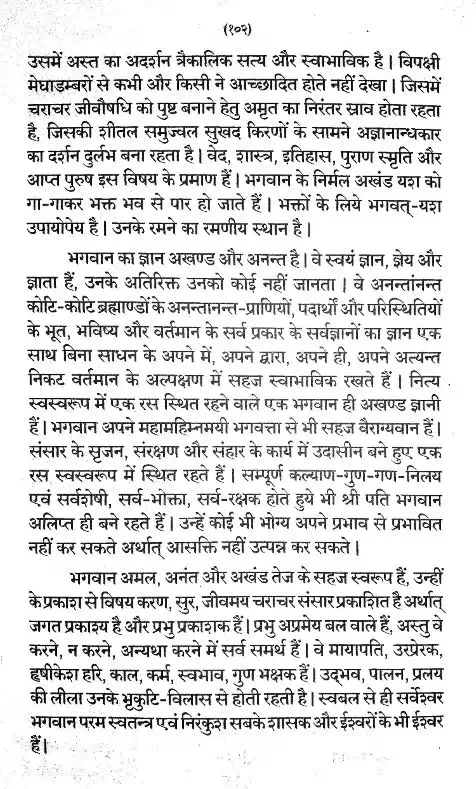 (१०२)
उसमें अस्त का अदर्शन त्रैकालिक सत्य और स्वाभाविक है। विपक्षी
मेघाडम्बरों से कभी और किसी ने आच्छादित होते नहीं देखा। जिसमें
चराचर जीवौषधि को पुष्ट बनाने हेतु अमृत का निरंतर स्राव होता रहता
है, जिसकी शीतल समुज्वल सुखद किरणों के सामने अज्ञानान्धकार
का दर्शन दुर्लभ बना रहता है। वेद, शास्त्र, इतिहास, पुराण स्मृति और
आप्त पुरुष इस विषय के प्रमाण हैं। भगवान के निर्मल अखंड यश को
गा-गाकर भक्त भव से पार हो जाते हैं। भक्तों के लिये भगवत्-यश
उपायोपेय है। उनके रमने का रमणीय स्थान है।
भगवान का ज्ञान अखण्ड और अनन्त है। वे स्वयं ज्ञान, ज्ञेय और
ज्ञाता हैं, उनके अतिरिक्त उनको कोई नहीं जानता। वे अनन्तानंन्त
कोटि-कोटि ब्रह्माण्डों के अनन्तानन्त-प्राणियों, पदार्थों और परिस्थितियों
के भूत, भविष्य और वर्तमान के सर्व प्रकार के सर्वज्ञानों का ज्ञान एक
साथ बिना साधन के अपने में, अपने द्वारा, अपने ही, अपने अत्यन्त
निकट वर्तमान के अल्पक्षण में सहज स्वाभाविक रखते हैं। नित्य
स्वस्वरूप में एक रस स्थित रहने वाले एक भगवान ही अखण्ड ज्ञानी
हैं। भगवान अपने महामहिम्नमयी भगवत्ता से भी सहज वैराग्यवान हैं।
संसार के सृजन, संरक्षण और संहार के कार्य में उदासीन बने हुए एक
रस स्वस्वरूप में स्थित रहते हैं। सम्पूर्ण कल्याण-गुण-गण-निलय
एवं सर्वशेषी, सर्व-भोक्ता, सर्व-रक्षक होते हुये भी श्री पति भगवान
अलिप्त ही बने रहते हैं। उन्हें कोई भी भोग्य अपने प्रभाव से प्रभावित
नहीं कर सकते अर्थात् आसक्ति नहीं उत्पन्न कर सकते।
भगवान अमल, अनंत और अखंड तेज के सहज स्वरूप हैं, उन्हीं
के प्रकाश से विषय करण, सुर, जीवमय चराचर संसार प्रकाशित है अर्थात्
जगत प्रकाश्य है और प्रभु प्रकाशक हैं। प्रभु अप्रमेय बल वाले हैं, अस्तु वे
करने, न करने, अन्यथा करने में सर्व समर्थ हैं। वे मायापति, उरप्रेरक,
हृषीकेश हरि, काल, कर्म, स्वभाव, गुण भक्षक हैं। उद्भव, पालन, प्रलय
की लीला उनके भृकुटि-विलास से होती रहती है। स्वबल से ही सर्वेश्वर
भगवान परम स्वतन्त्र एवं निरंकुश सबके शासक और ईश्वरों के भी ईश्वर
हैं।